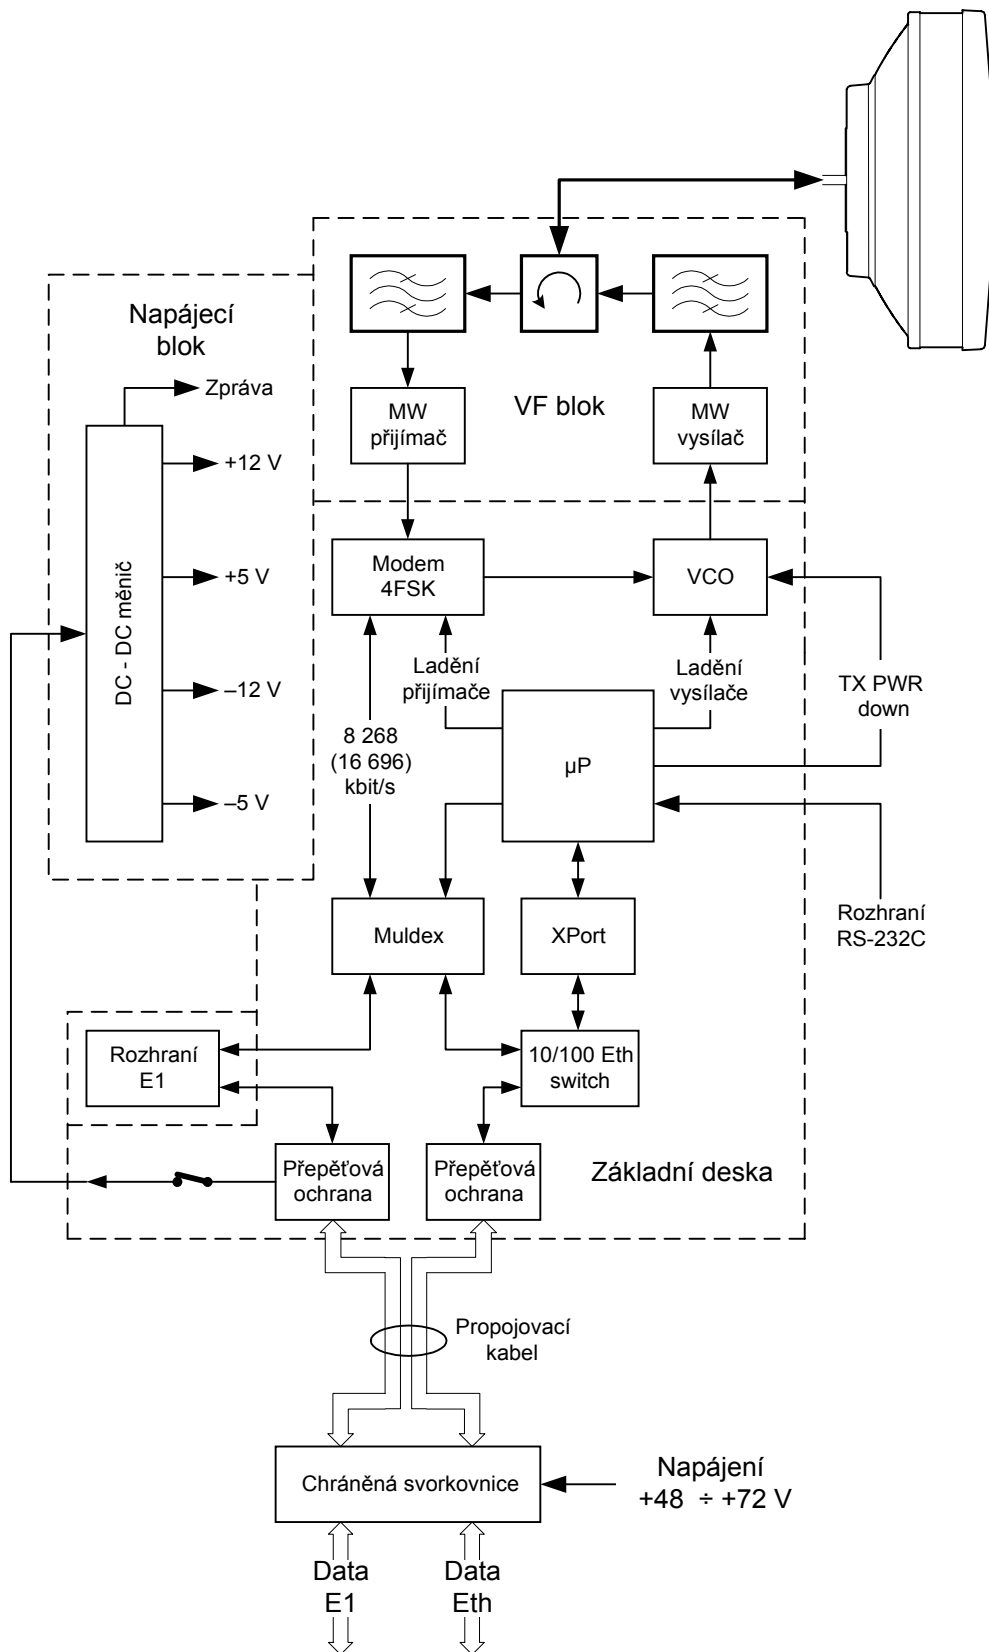 Napájecí
blok
Zpráva
+12 V
+5 V
–12 V
–5 V
DC - DC měnič
MW
přijímač
VF blok
MW
vysílač
Modem
4FSK
VCO
Ladění
přijímače
Ladění
vysílače
TX PWR
down
8 268
(16 696)
kbit/s
µP
Muldex
XPort
Rozhraní
RS-232C
Rozhraní
E1
10/100 Eth
switch
Přepěťová
ochrana
Přepěťová
ochrana
Základní deska
Propojovací
kabel
Chráněná svorkovnice
Napájení
+48 ÷ +72 V
Data
E1
Data
Eth